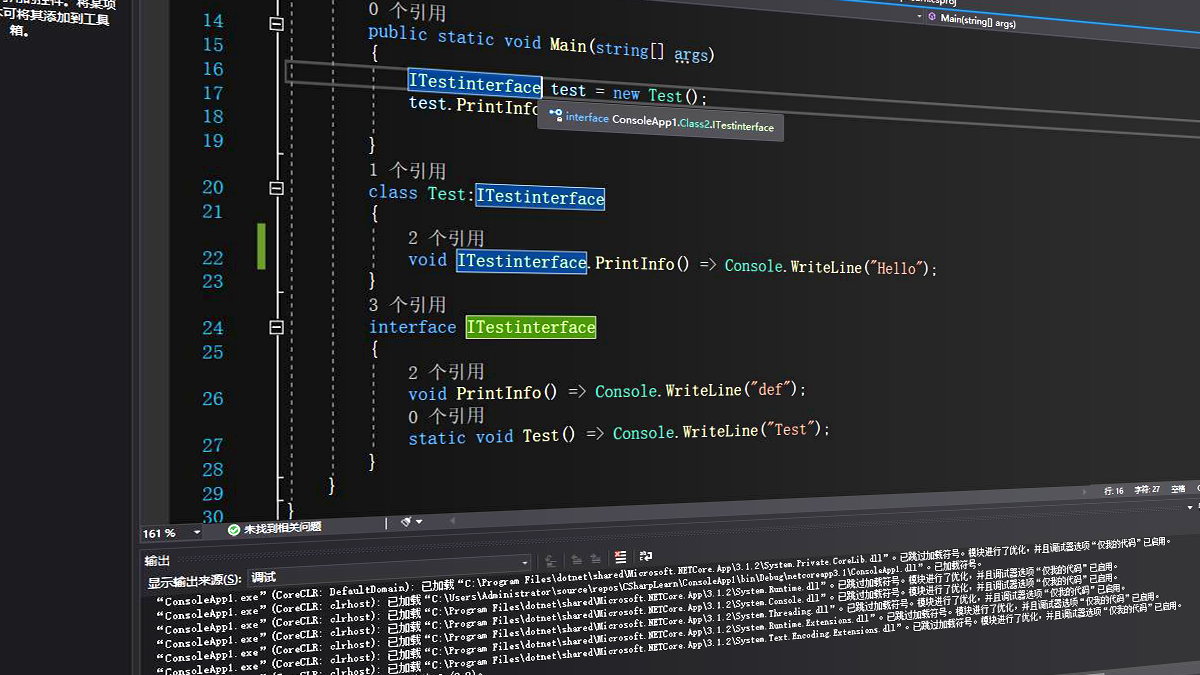 的控件。将某项
可将其添加到工具
箱。
Main(string[] args)
0 个引用
14
public static void Main(string[] args)
15 {
16 ITestinterface test = new Test();
17 test.PrintInfo
interface ConsoleApp1.Class2.ITestinterface
18
19 }
1 个引用
20 class Test:ITestinterface
21 {
2 个引用
22 void ITestinterface.PrintInfo() => Console.WriteLine("Hello");
23 }
3 个引用
24 interface ITestinterface
25 {
2 个引用
26 void PrintInfo() => Console.WriteLine("def");
0 个引用
27 static void Test() => Console.WriteLine("Test");
28 }
29 }
30 }
161 % 未找到相关问题 行: 16 字符: 27 空格
输出
显示输出来源(S): 调试
“ConsoleApp1.exe”(CoreCLR: DefaultDomain): 已加载“C:\Program Files\dotnet\shared\Microsoft.NETCore.App\3.1.2\System.Private.CoreLib.dll”。已跳过加载符号。模块进行了优化，并且调试器选项“仅我的代码”已启用。
“ConsoleApp1.exe”(CoreCLR: clrhost): 已加载“C:\Users\Administrator\source\repos\CSharpLearn\ConsoleApp1\bin\Debug\netcoreapp3.1\ConsoleApp1.dll”。已加载符号。
“ConsoleApp1.exe”(CoreCLR: clrhost): 已加载“C:\Program Files\dotnet\shared\Microsoft.NETCore.App\3.1.2\System.Runtime.dll”。已跳过加载符号。模块进行了优化，并且调试器选项“仅我的代码”已启用。
“ConsoleApp1.exe”(CoreCLR: clrhost): 已加载“C:\Program Files\dotnet\shared\Microsoft.NETCore.App\3.1.2\System.Console.dll”。已跳过加载符号。模块进行了优化，并且调试器选项“仅我的代码”已启用。
“ConsoleApp1.exe”(CoreCLR: clrhost): 已加载“C:\Program Files\dotnet\shared\Microsoft.NETCore.App\3.1.2\System.Threading.dll”。已跳过加载符号。模块进行了优化，并且调试器选项“仅我的代码”已启用。
“ConsoleApp1.exe”(CoreCLR: clrhost): 已加载“C:\Program Files\dotnet\shared\Microsoft.NETCore.App\3.1.2\System.Runtime.Extensions.dll”。已跳过加载符号。模块进行了优化，并且调试器选项“仅我的代码”已启用。
“ConsoleApp1.exe”(CoreCLR: clrhost): 已加载“C:\Program Files\dotnet\shared\Microsoft.NETCore.App\3.1.2\System.Text.Encoding.Extensions.dll”。已跳过加载符号。模块进行了优化，并且调试器选项“仅我的代码”已启用。